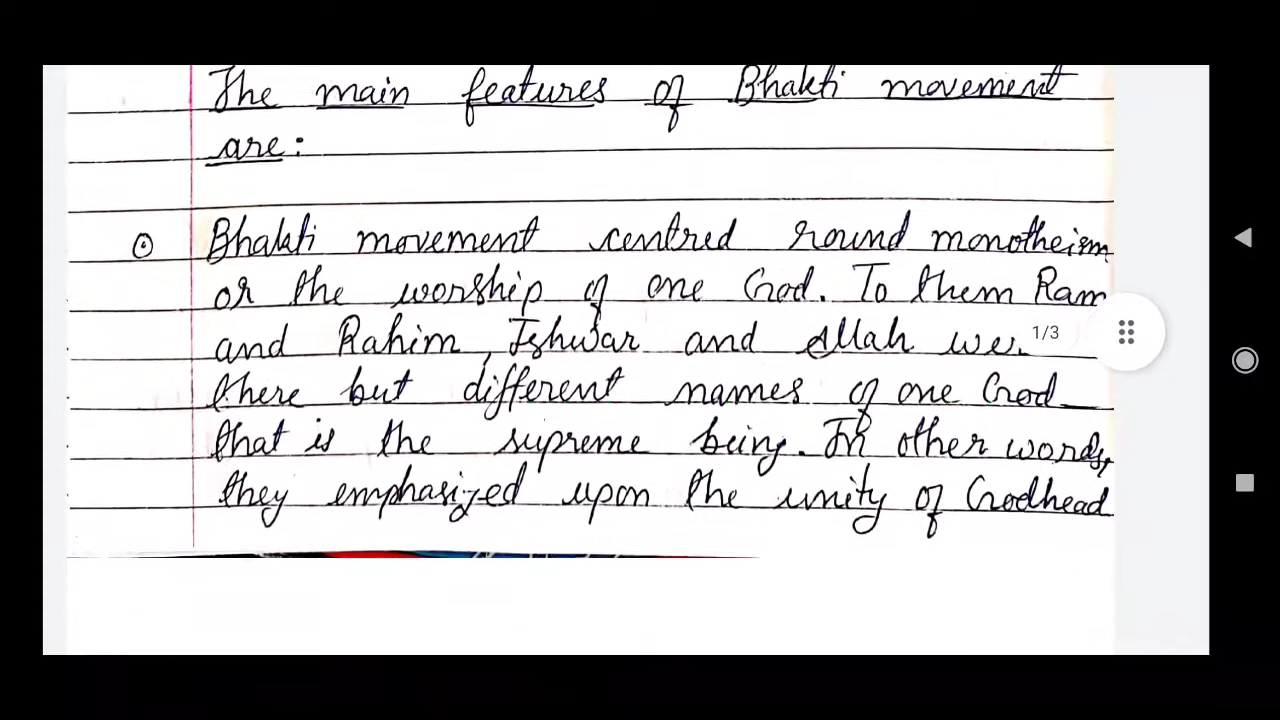 The main features of Bhakti movement
are:
Bhakti movement centred round monotheism
or the worship of one God. To them Ram
and Rahim, Ishwar and Allah
1/3
there but different names of one God
that is the supreme being. In other words,
they emphasized upon the unity of Godhead